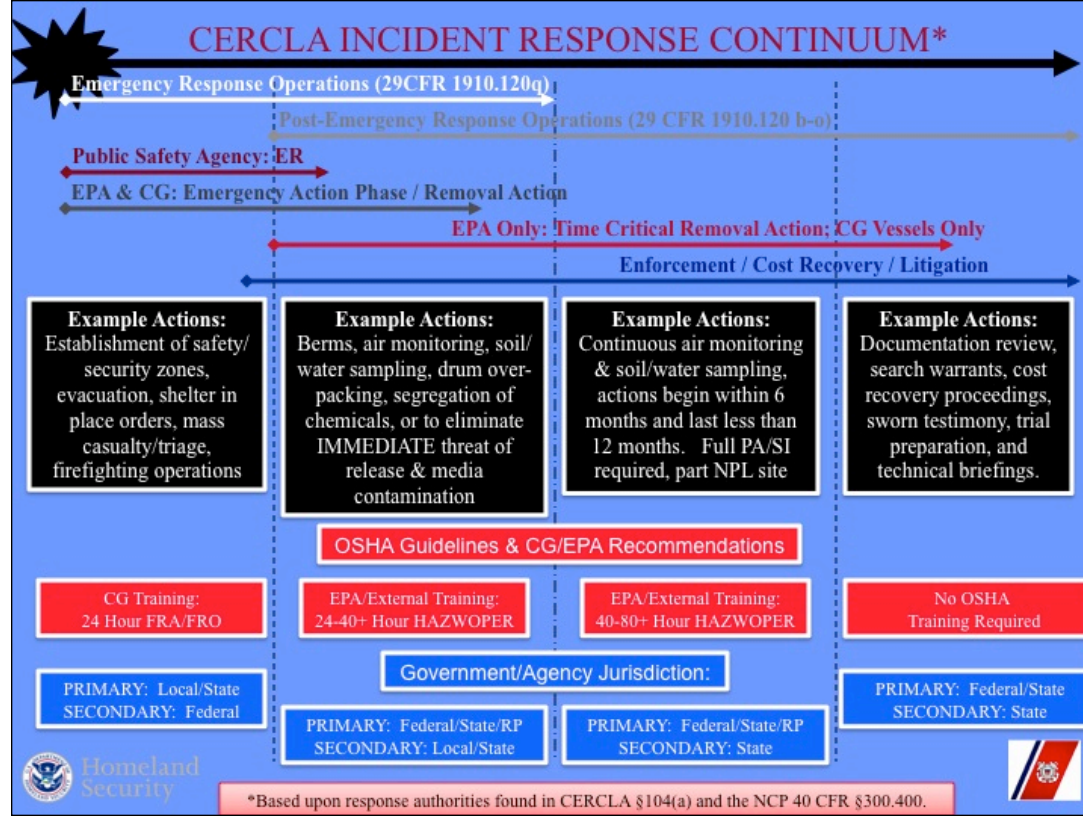 CERCLA INCIDENT RESPONSE CONTINUUM*
Emergency Response Operations (29CFR 1910.120q)
Post-Emergency Response Operations (29 CFR 1910.120 b-o)
Public Safety Agency: ER
EPA & CG: Emergency Action Phase / Removal Action
EPA Only: Time Critical Removal Action; CG Vessels Only
Enforcement / Cost Recovery / Litigation
Example Actions:
Establishment of safety/
security zones,
evacuation, shelter in
place orders, mass
casualty/triage,
firefighting operations
Example Actions:
Berms, air monitoring, soil/
water sampling, drum over-
packing, segregation of
chemicals, or to eliminate
IMMEDIATE threat of
release & media
contamination
Example Actions:
Continuous air monitoring
& soil/water sampling,
actions begin within 6
months and last less than
12 months. Full PA/SI
required, part NPL site
Example Actions:
Documentation review,
search warrants, cost
recovery proceedings,
sworn testimony, trial
preparation, and
technical briefings.
OSHA Guidelines & CG/EPA Recommendations
CG Training:
24 Hour FRA/FRO
EPA/External Training:
24-40+ Hour HAZWOPER
EPA/External Training:
40-80+ Hour HAZWOPER
No OSHA
Training Required
Government/Agency Jurisdiction:
PRIMARY: Local/State
SECONDARY: Federal
PRIMARY: Federal/State/RP
SECONDARY: Local/State
PRIMARY: Federal/State/RP
SECONDARY: State
PRIMARY: Federal/State
SECONDARY: State
Homeland
Security
*Based upon response authorities found in CERCLA §104(a) and the NCP 40 CFR §300.400.